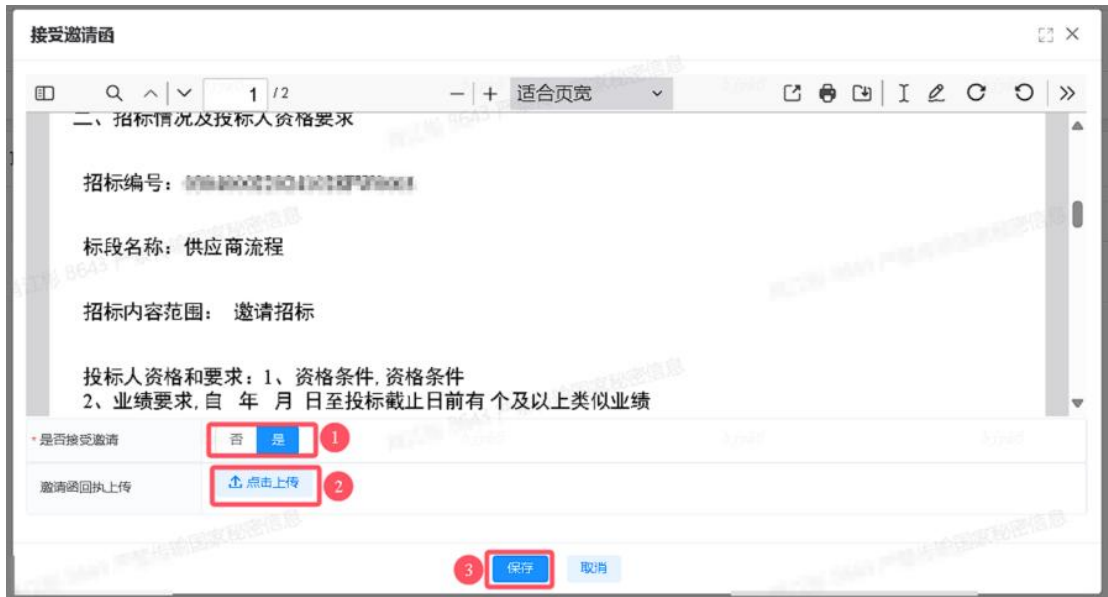 接受邀请函
1 / 2
适合页宽
二、招标情况及投标人资格要求
招标编号：
标段名称：供应商流程
招标内容范围： 邀请招标
投标人资格和要求：1、资格条件,资格条件
2、业绩要求,自 年 月 日至投标截止日前有 个及以上类似业绩
*是否接受邀请 否 是 1
邀请函回执上传 点击上传 2
3 保存 取消